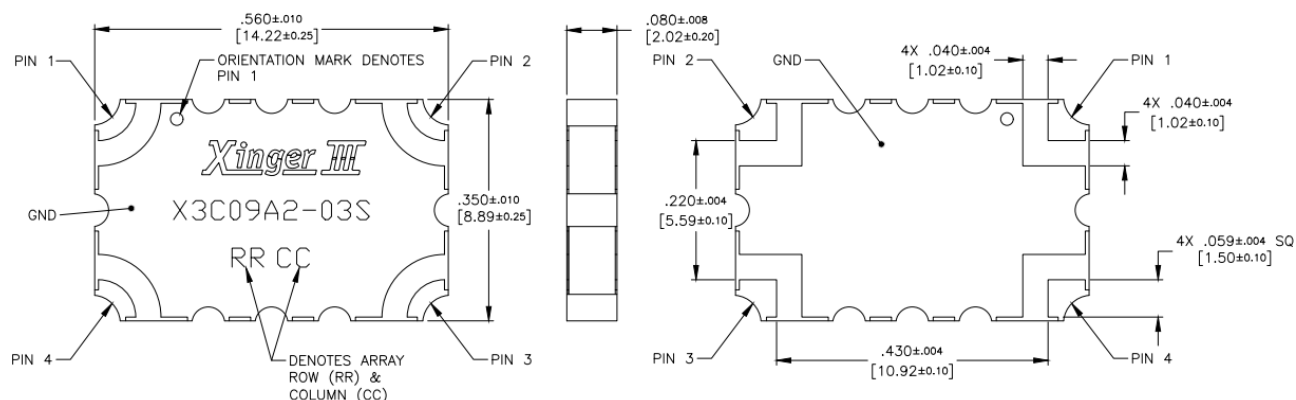 .560±.010
[14.22±0.25]
PIN 1
ORIENTATION MARK DENOTES
PIN 1
PIN 2
Xinger III
X3C09A2-03S
RR CC
GND
.350±.010
[8.89±0.25]
PIN 4
DENOTES ARRAY
ROW (RR) &
COLUMN (CC)
PIN 3
.080±.008
[2.02±0.20]
PIN 2
GND
4X .040±.004
[1.02±0.10]
PIN 1
4X .040±.004
[1.02±0.10]
.220±.004
[5.59±0.10]
4X .059±.004 SQ
[1.50±0.10]
PIN 3
.430±.004
[10.92±0.10]
PIN 4